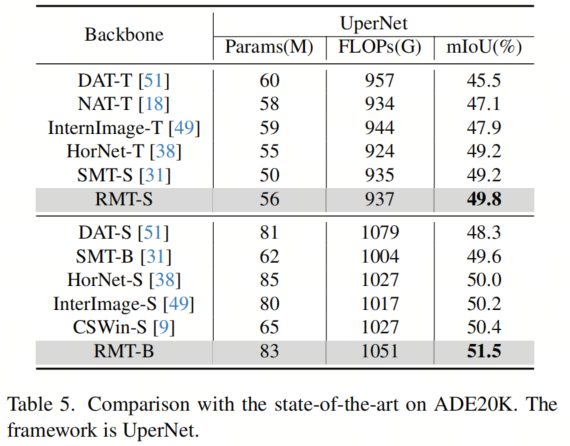 Backbone UperNet
Params(M) FLOPs(G) mIoU(%)
DAT-T [51] 60 957 45.5
NAT-T [18] 58 934 47.1
InternImage-T [49] 59 944 47.9
HorNet-T [38] 55 924 49.2
SMT-S [31] 50 935 49.2
RMT-S 56 937 49.8
DAT-S [51] 81 1079 48.3
SMT-B [31] 62 1004 49.6
HorNet-S [38] 85 1027 50.0
InterImage-S [49] 80 1017 50.2
CSWin-S [9] 65 1027 50.4
RMT-B 83 1051 51.5
Table 5. Comparison with the state-of-the-art on ADE20K. The
framework is UperNet.